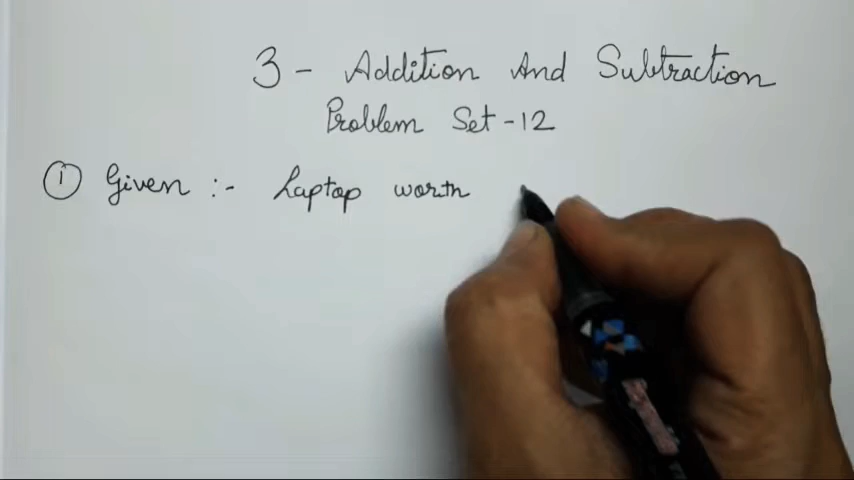 3 - Addition And Subtraction
Problem Set -12
① Given :- Laptop worth